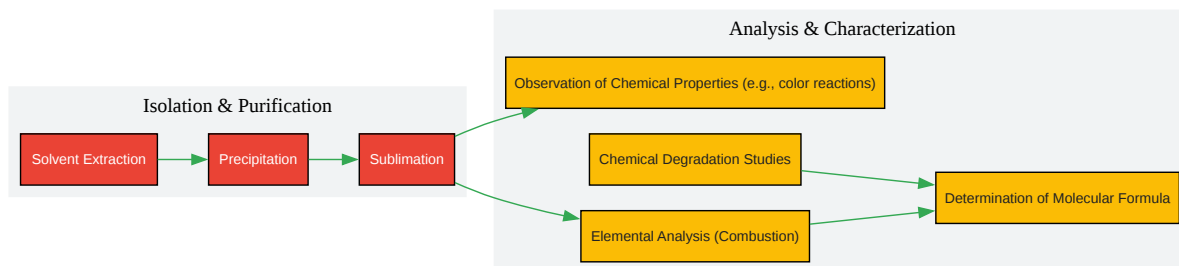 Analysis & Characterization
Isolation & Purification
Observation of Chemical Properties (e.g., color reactions)
Solvent Extraction
Precipitation
Sublimation
Chemical Degradation Studies
Determination of Molecular Formula
Elemental Analysis (Combustion)